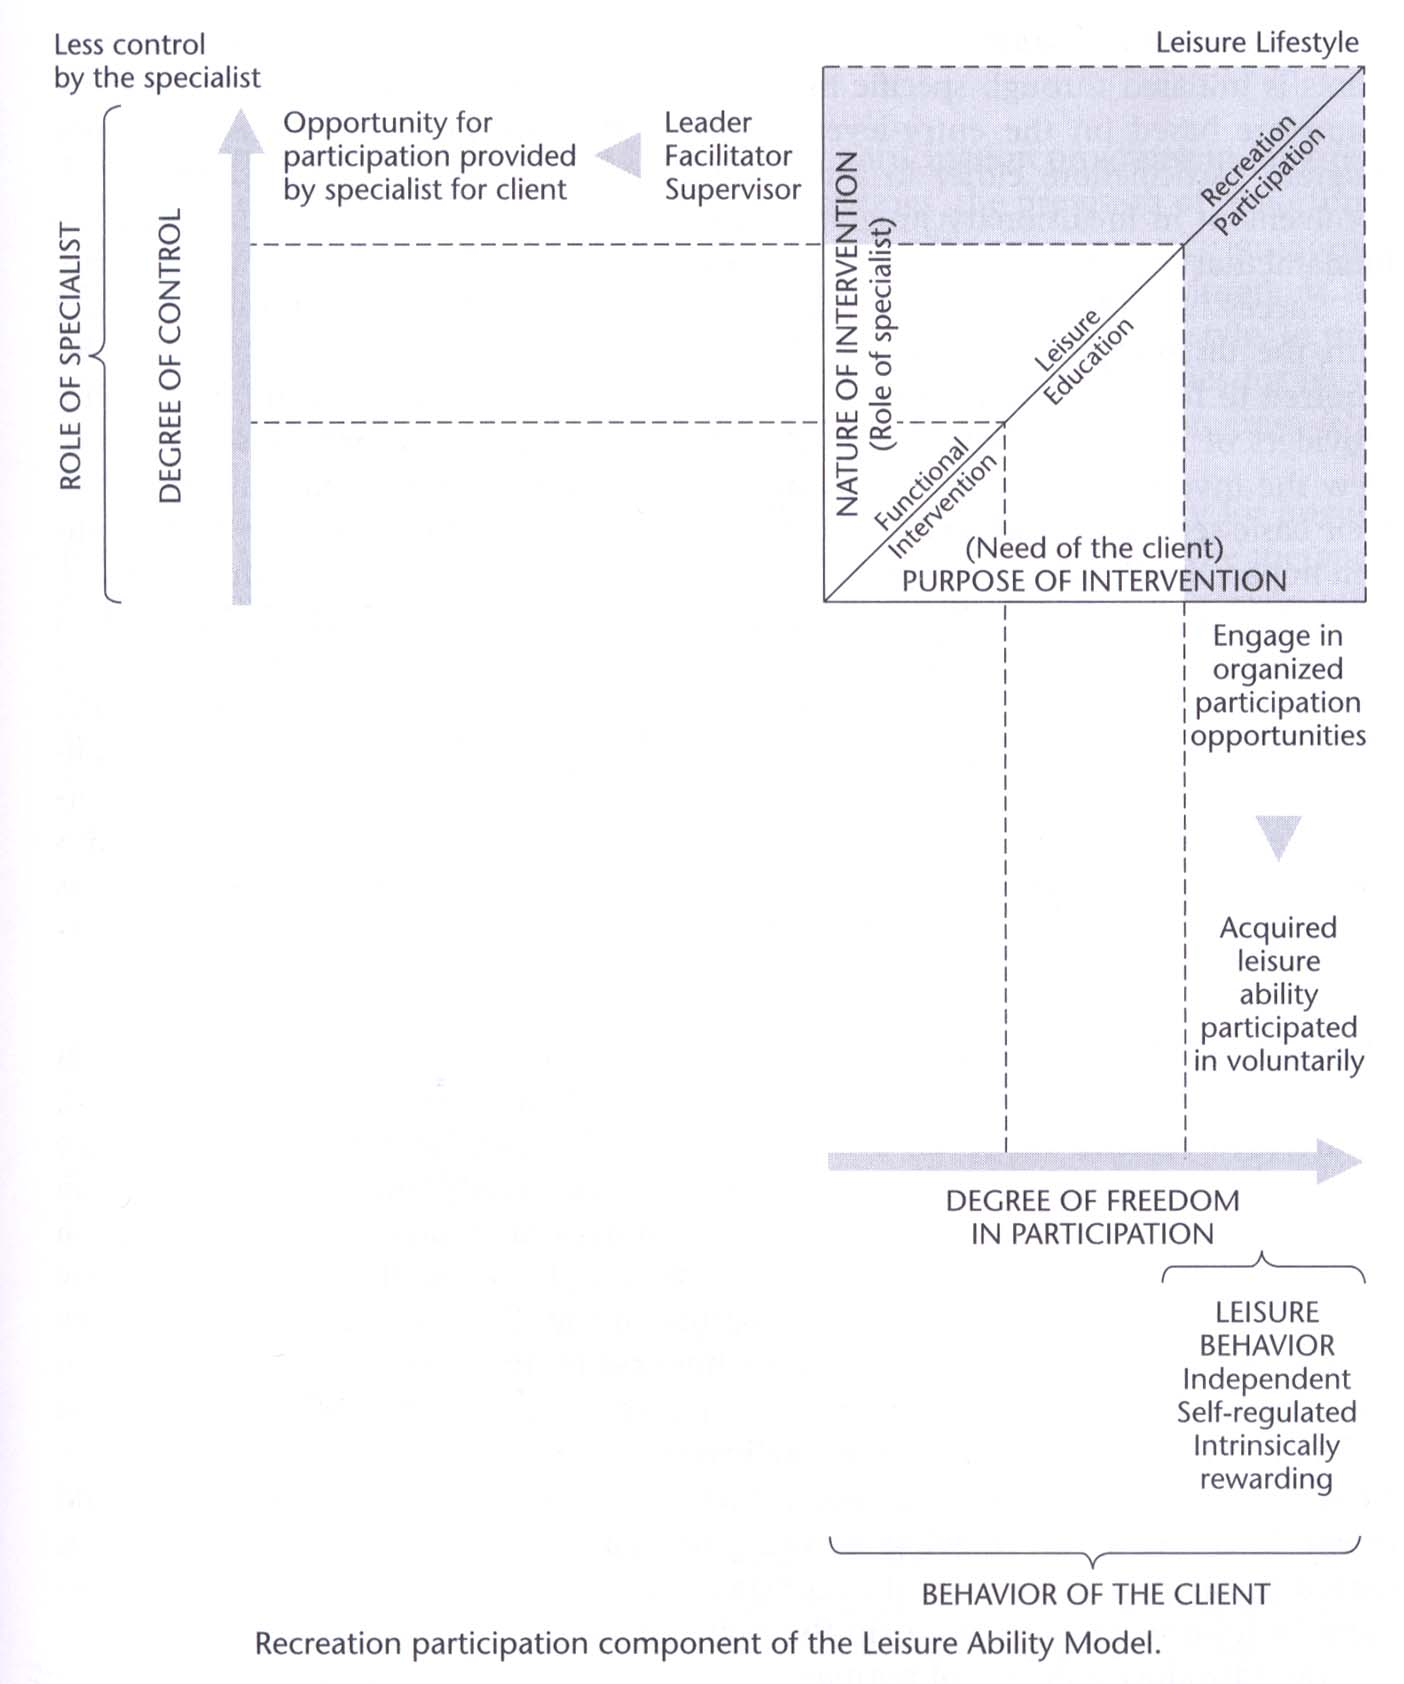 Less control
by the specialist
Leisure Lifestyle
Opportunity for
participation provided
by specialist for client
Leader
Facilitator
Supervisor
ROLE OF SPECIALIST
DEGREE OF CONTROL
NATURE OF INTERVENTION
(Role of specialist)
Recreation
Participation
Leisure
Education
Functional
Intervention
(Need of the client)
PURPOSE OF INTERVENTION
Engage in
organized
participation
opportunities
Acquired
leisure
ability
participated
in voluntarily
DEGREE OF FREEDOM
IN PARTICIPATION
LEISURE
BEHAVIOR
Independent
Self-regulated
Intrinsically
rewarding
BEHAVIOR OF THE CLIENT
Recreation participation component of the Leisure Ability Model.